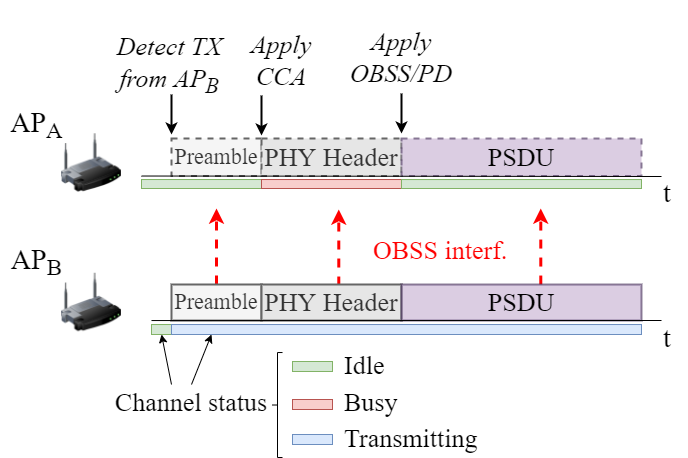 Detect TX
from AP_B
Apply
CCA
Apply
OBSS/PD
AP_A
Preamble
PHY Header
PSDU
t
OBSS interf.
AP_B
Preamble
PHY Header
PSDU
t
Channel status
Idle
Busy
Transmitting